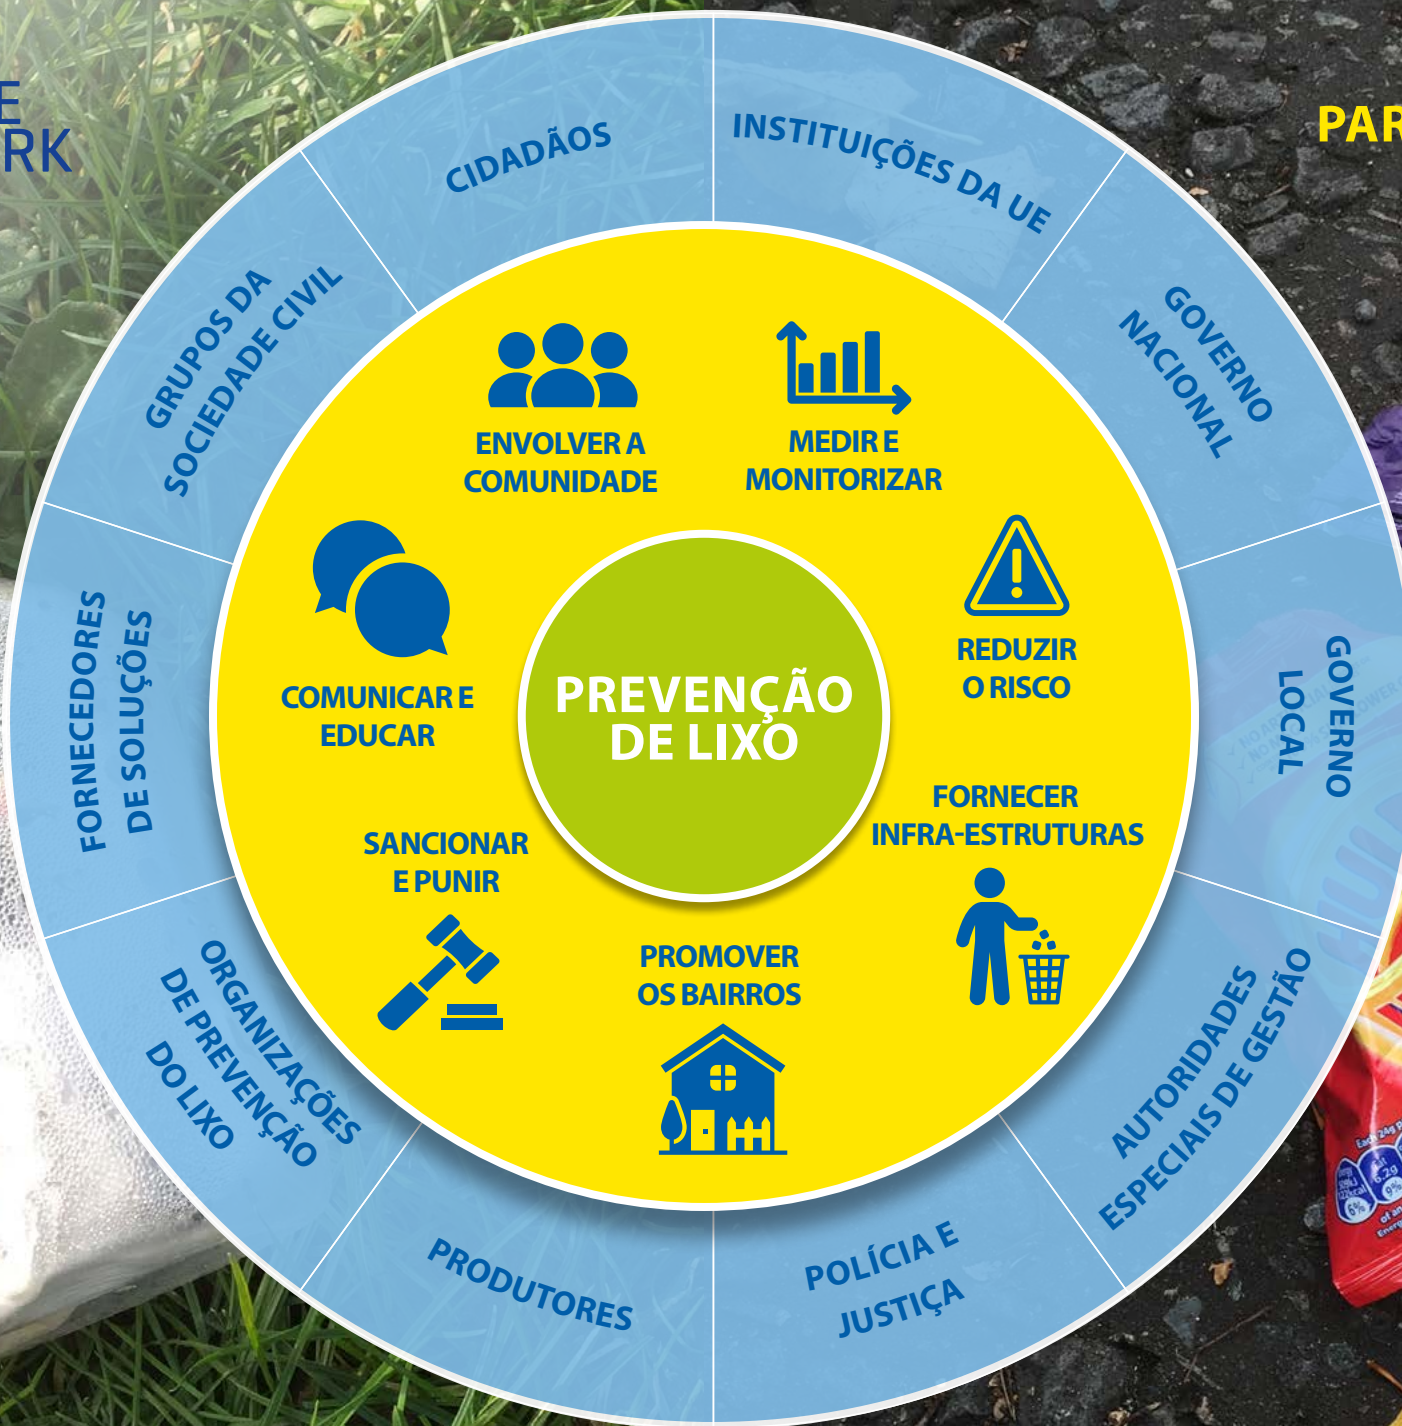 E
RK
PAR
CIDADÃOS
INSTITUIÇÕES DA UE
GOVERNO
NACIONAL
GOVERNO
LOCAL
AUTORIDADES
ESPECIAIS DE GESTÃO
POLÍCIA E
JUSTIÇA
PRODUTORES
ORGANIZAÇÕES
DE PREVENÇÃO
DO LIXO
FORNECEDORES
DE SOLUÇÕES
GRUPOS DA
SOCIEDADE CIVIL
ENVOLVER A
COMUNIDADE
MEDIR E
MONITORIZAR
REDUZIR
O RISCO
FORNECER
INFRA-ESTRUTURAS
PROMOVER
OS BAIRROS
SANCIONAR
E PUNIR
COMUNICAR E
EDUCAR
PREVENÇÃO
DE LIXO